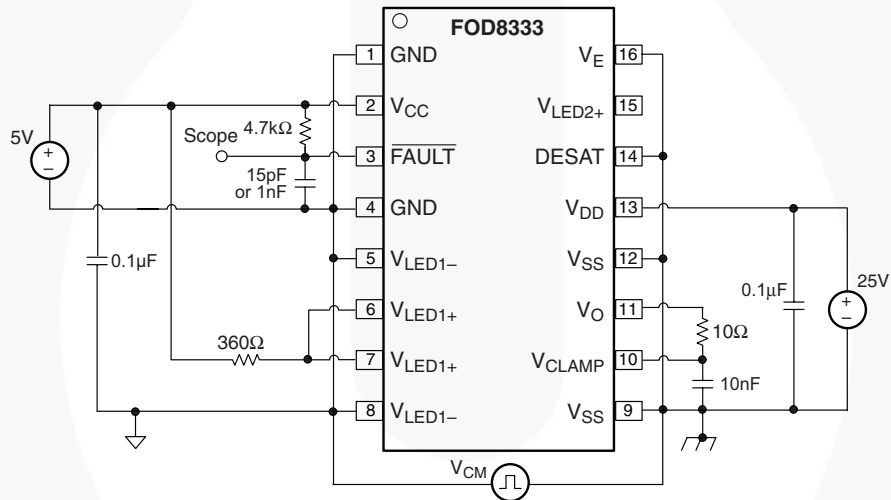 FOD8333
1 GND
2 VCC
3 FAULT
4 GND
5 VLED1–
6 VLED1+
7 VLED1+
8 VLED1–
VE 16
VLED2+ 15
DESAT 14
VDD 13
VSS 12
VO 11
VCLAMP 10
VSS 9
5V
+
–
Scope
4.7kΩ
15pF
or 1nF
0.1µF
360Ω
0.1µF
25V
+
–
10Ω
10nF
VCM